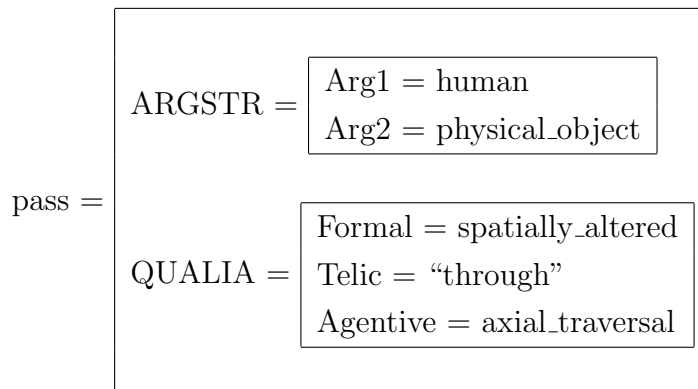 ARGSTR = Arg1 = human
Arg2 = physical_object
pass =
QUALIA = Formal = spatially_altered
Telic = “through”
Agentive = axial_traversal